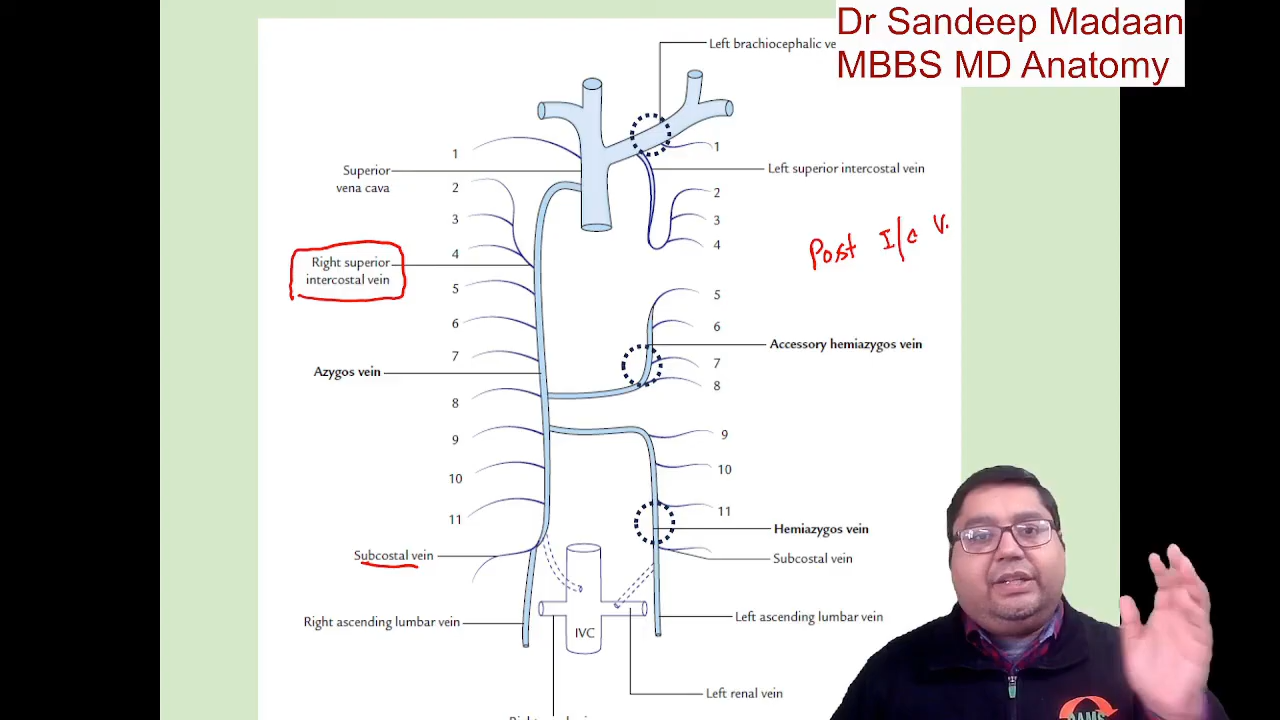 Dr Sandeep Madaan
MBBS MD Anatomy
Left brachiocephalic ve
1
1
Superior
vena cava
Left superior intercostal vein
2
2
3
3
4
4
Post I/c V.
Right superior
intercostal vein
5
5
6
6
Accessory hemiazygos vein
7
7
Azygos vein
8
8
9
9
10
10
11
11
Hemiazygos vein
Subcostal vein
Subcostal vein
Right ascending lumbar vein
IVC
Left ascending lumbar vein
Left renal vein
DAMS